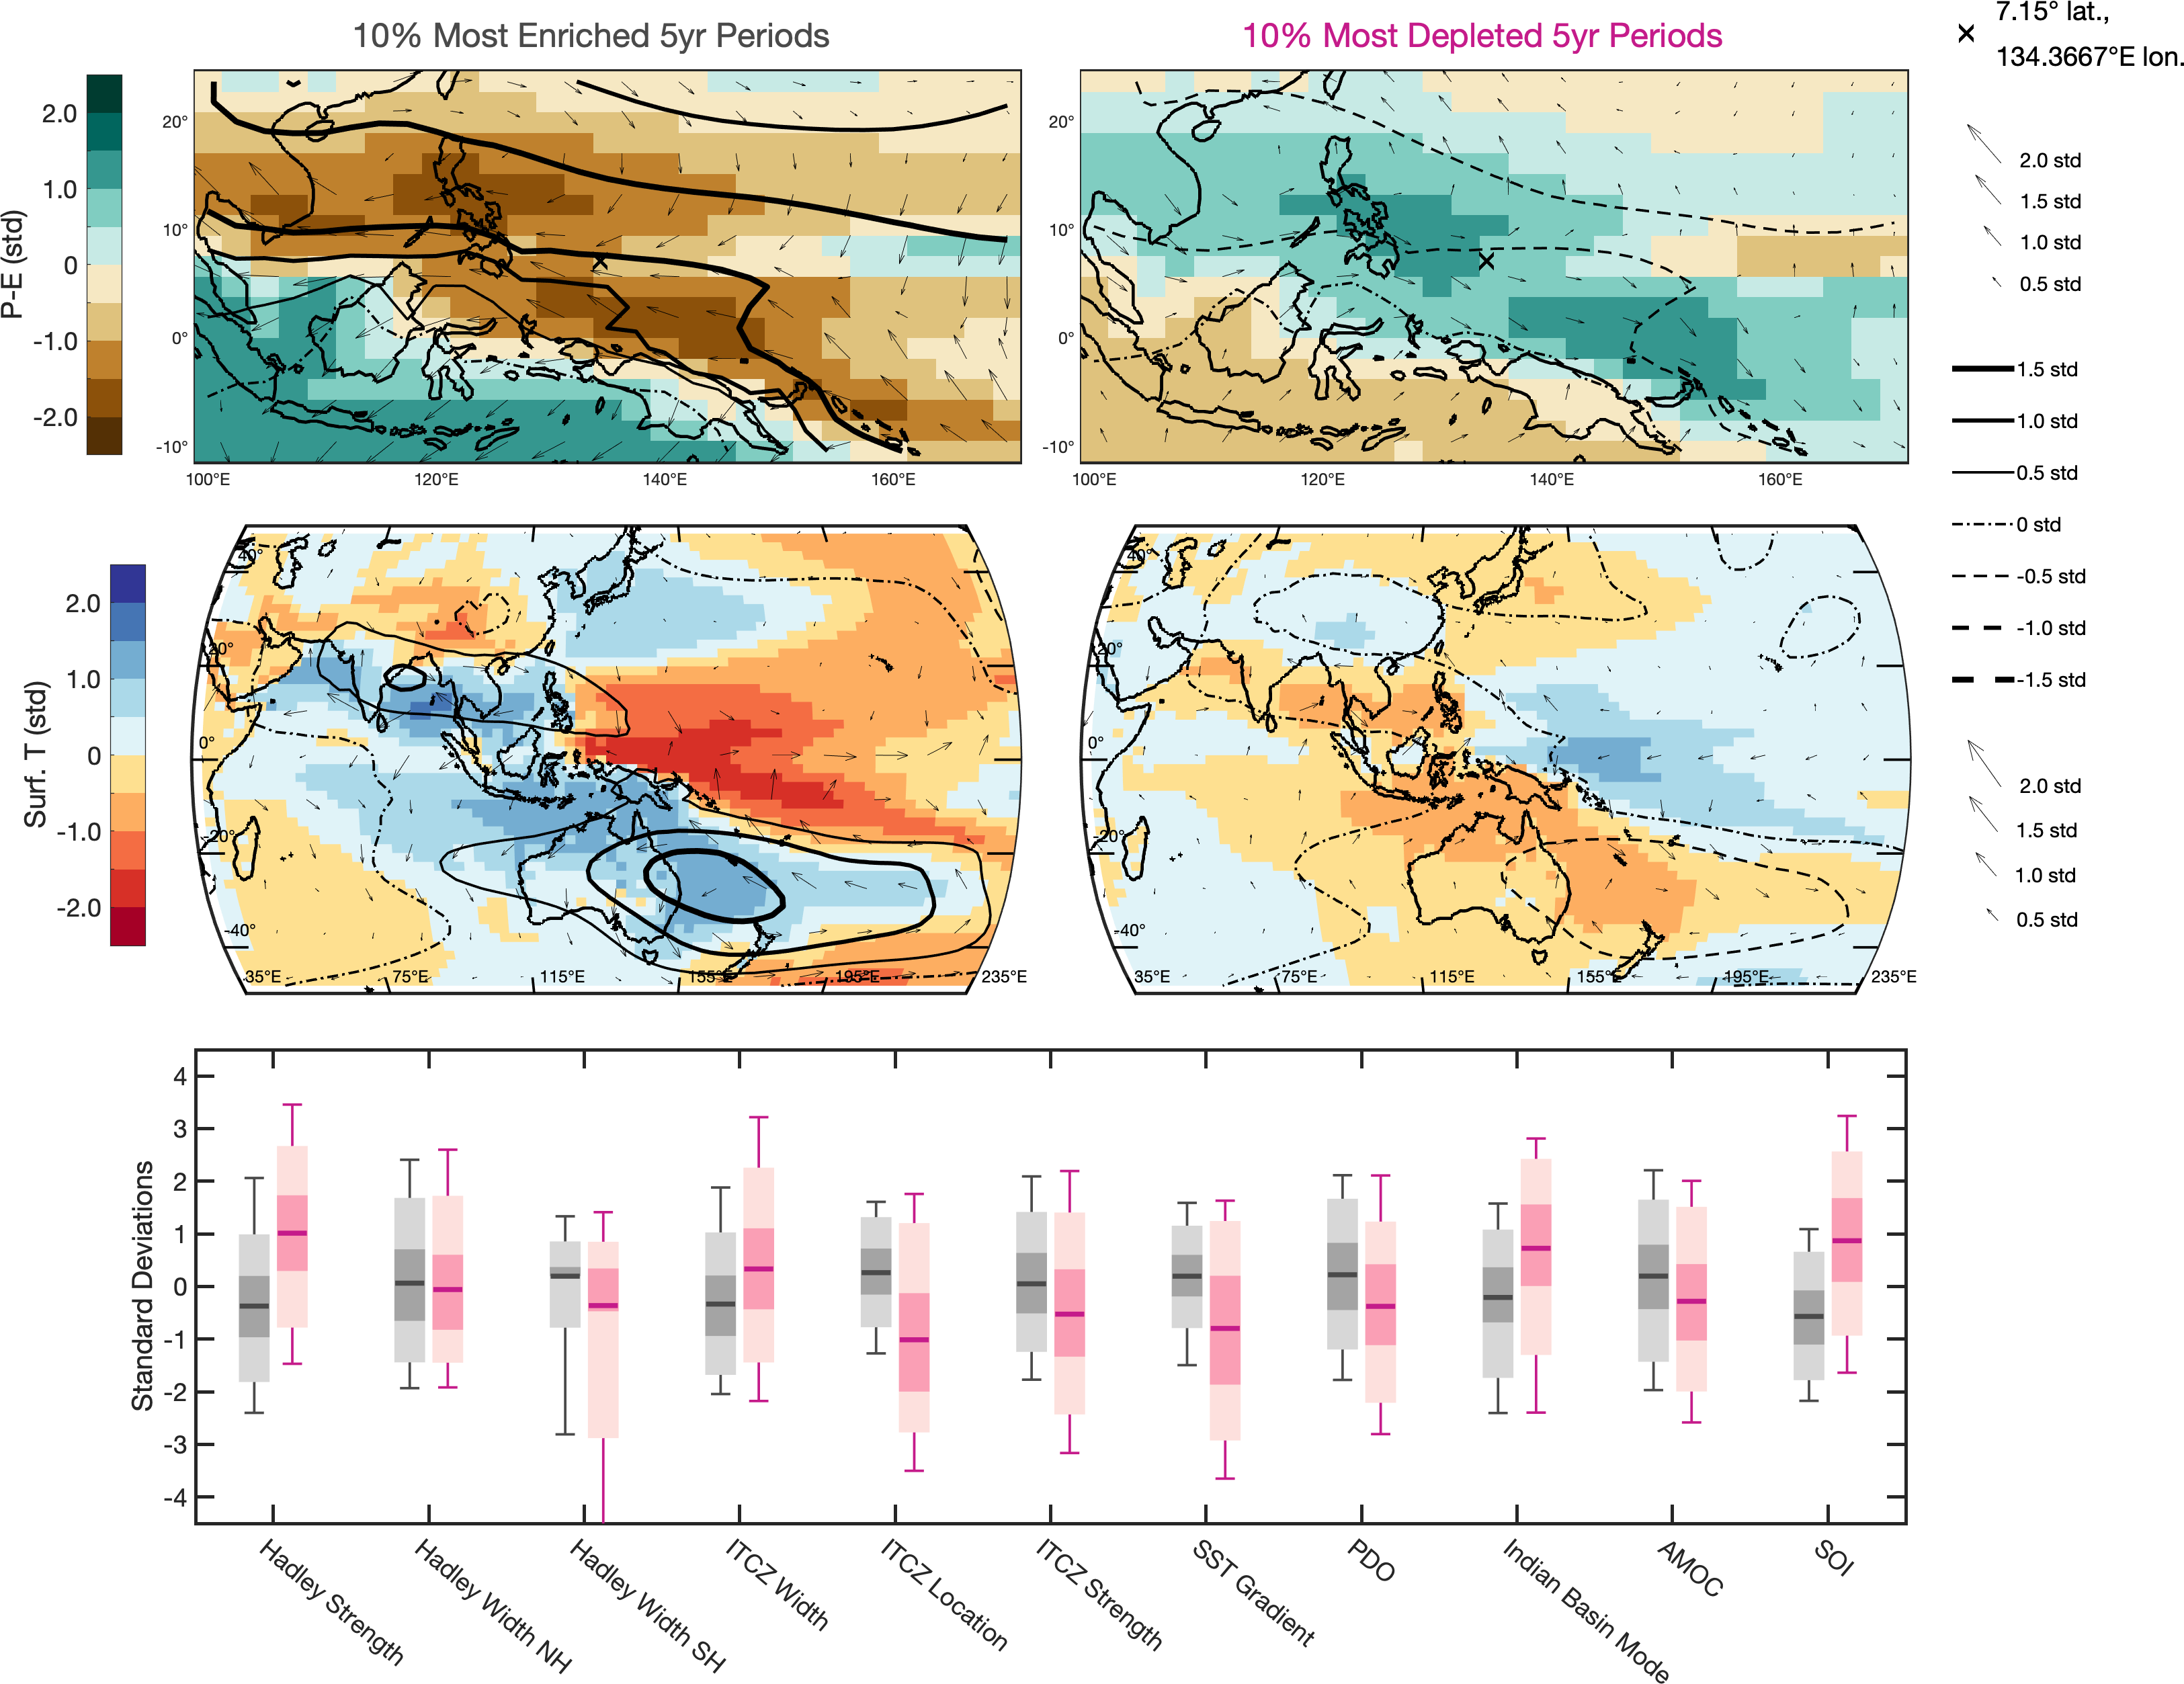 10% Most Enriched 5yr Periods
10% Most Depleted 5yr Periods
7.15° lat.,
134.3667°E lon.
P-E (std)
2.0
1.0
0
-1.0
-2.0
20°
10°
0°
-10°
100°E
120°E
140°E
160°E
20°
10°
0°
-10°
100°E
120°E
140°E
160°E
2.0 std
1.5 std
1.0 std
0.5 std
1.5 std
1.0 std
0.5 std
0 std
-0.5 std
-1.0 std
-1.5 std
Surf. T (std)
2.0
1.0
0
-1.0
-2.0
40°
20°
0°
-20°
-40°
35°E
75°E
115°E
155°E
195°E
235°E
40°
20°
0°
-20°
-40°
35°E
75°E
115°E
155°E
195°E
235°E
2.0 std
1.5 std
1.0 std
0.5 std
Standard Deviations
4
3
2
1
0
-1
-2
-3
-4
Hadley Strength
Hadley Width NH
Hadley Width SH
ITCZ Width
ITCZ Location
ITCZ Strength
SST Gradient
PDO
Indian Basin Mode
AMOC
SOI